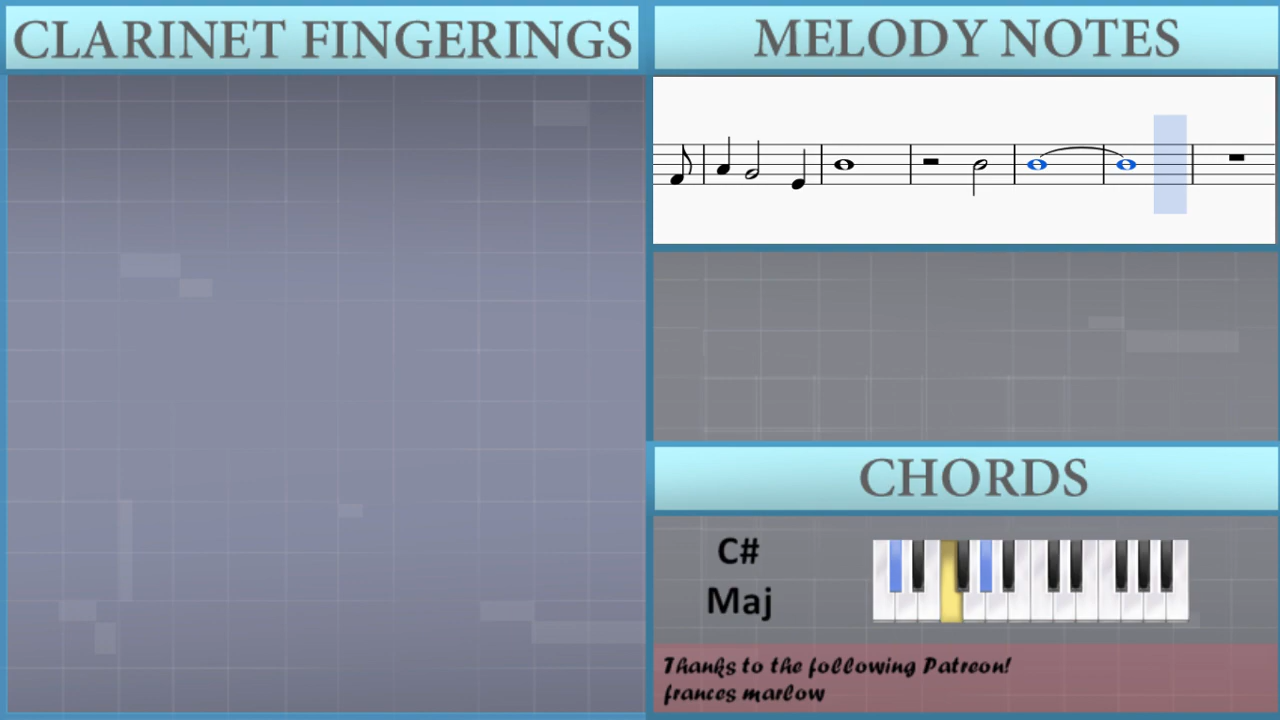 CLARINET FINGERINGS
MELODY NOTES
CHORDS
C#
Maj
Thanks to the following Patreon!
frances marlow